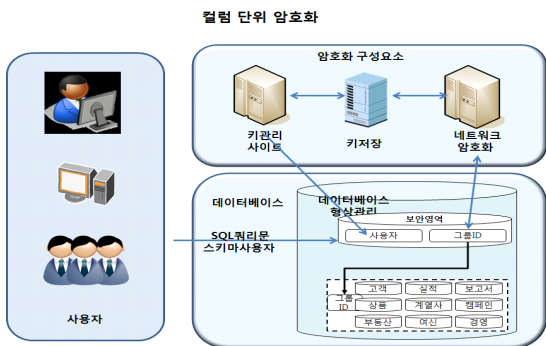 컬럼 단위 암호화
암호화 구성요소
키관리
사이트
키저장
네트워크
암호화
사용자
데이터베이스
데이터베이스
형상관리
보안영역
사용자
그룹ID
SQL쿼리문
스키마사용자
그룹
ID
고객
실적
보고서
상품
계열사
캠페인
부동산
여신
경영